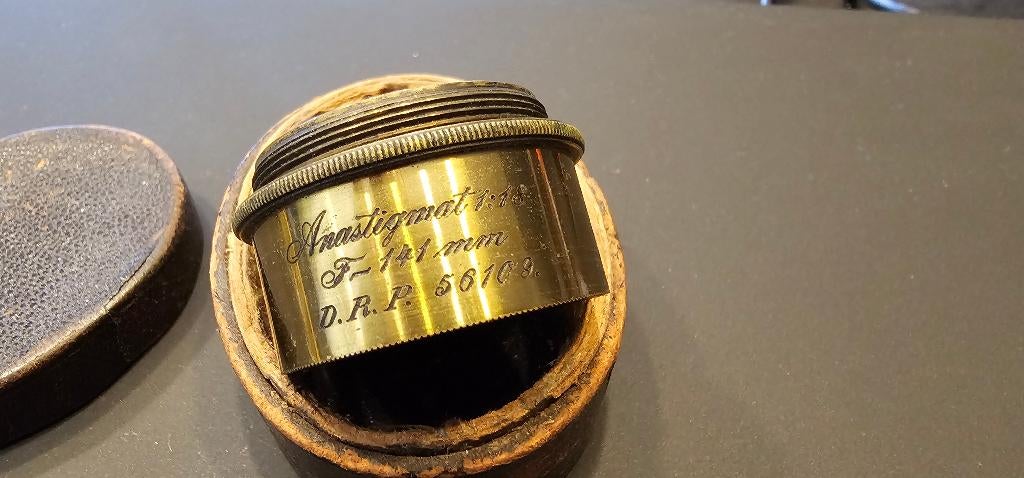 Anastigmat 1:18.
F~ 141 mm
D.R.P. 56109.